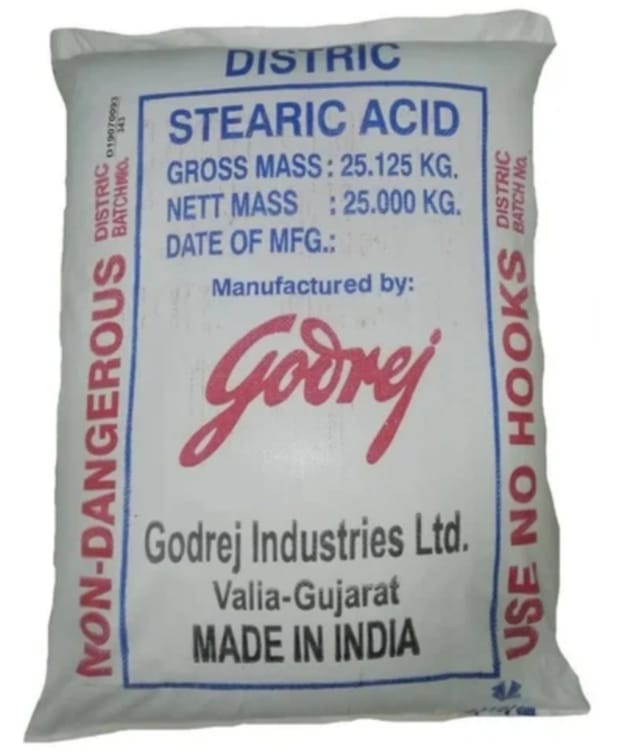 DISTRIC
STEARIC ACID
GROSS MASS : 25.125 KG.
NETT MASS : 25.000 KG.
DATE OF MFG.:
Manufactured by:
Godrej
Godrej Industries Ltd.
Valia-Gujarat
MADE IN INDIA
NON-DANGEROUS
DISTRIC
BATCH NO.
D19070093
343
USE NO HOOKS
DISTRIC
BATCH No.